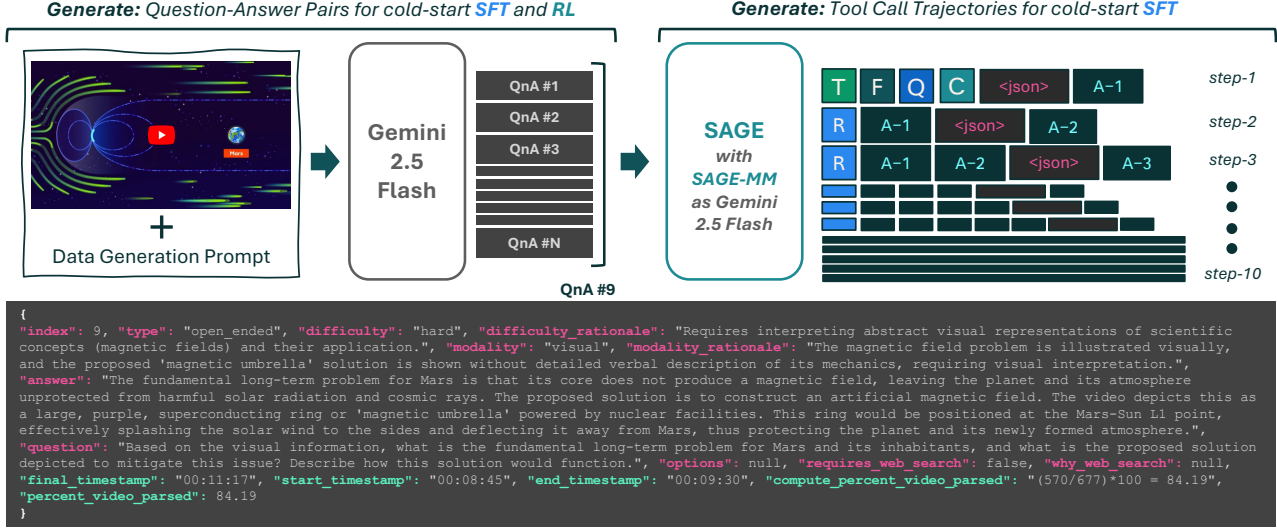 Generate: Question-Answer Pairs for cold-start SFT and RL
Mars
+
Data Generation Prompt
Gemini
2.5
Flash
QnA #1
QnA #2
QnA #3
QnA #N
QnA #9
Generate: Tool Call Trajectories for cold-start SFT
SAGE
with
SAGE-MM
as Gemini
2.5 Flash
T F Q C <json> A-1 step-1
R A-1 <json> A-2 step-2
R A-1 A-2 <json> A-3 step-3
step-10
{
"index": 9, "type": "open_ended", "difficulty": "hard", "difficulty_rationale": "Requires interpreting abstract visual representations of scientific
concepts (magnetic fields) and their application.", "modality": "visual", "modality_rationale": "The magnetic field problem is illustrated visually,
and the proposed 'magnetic umbrella' solution is shown without detailed verbal description of its mechanics, requiring visual interpretation.",
"answer": "The fundamental long-term problem for Mars is that its core does not produce a magnetic field, leaving the planet and its atmosphere
unprotected from harmful solar radiation and cosmic rays. The proposed solution is to construct an artificial magnetic field. The video depicts this as
a large, purple, superconducting ring or 'magnetic umbrella' powered by nuclear facilities. This ring would be positioned at the Mars-Sun L1 point,
effectively splashing the solar wind to the sides and deflecting it away from Mars, thus protecting the planet and its newly formed atmosphere.",
"question": "Based on the visual information, what is the fundamental long-term problem for Mars and its inhabitants, and what is the proposed solution
depicted to mitigate this issue? Describe how this solution would function.", "options": null, "requires_web_search": false, "why_web_search": null,
"final_timestamp": "00:11:17", "start_timestamp": "00:08:45", "end_timestamp": "00:09:30", "compute_percent_video_parsed": "(570/677)*100 = 84.19",
"percent_video_parsed": 84.19
}